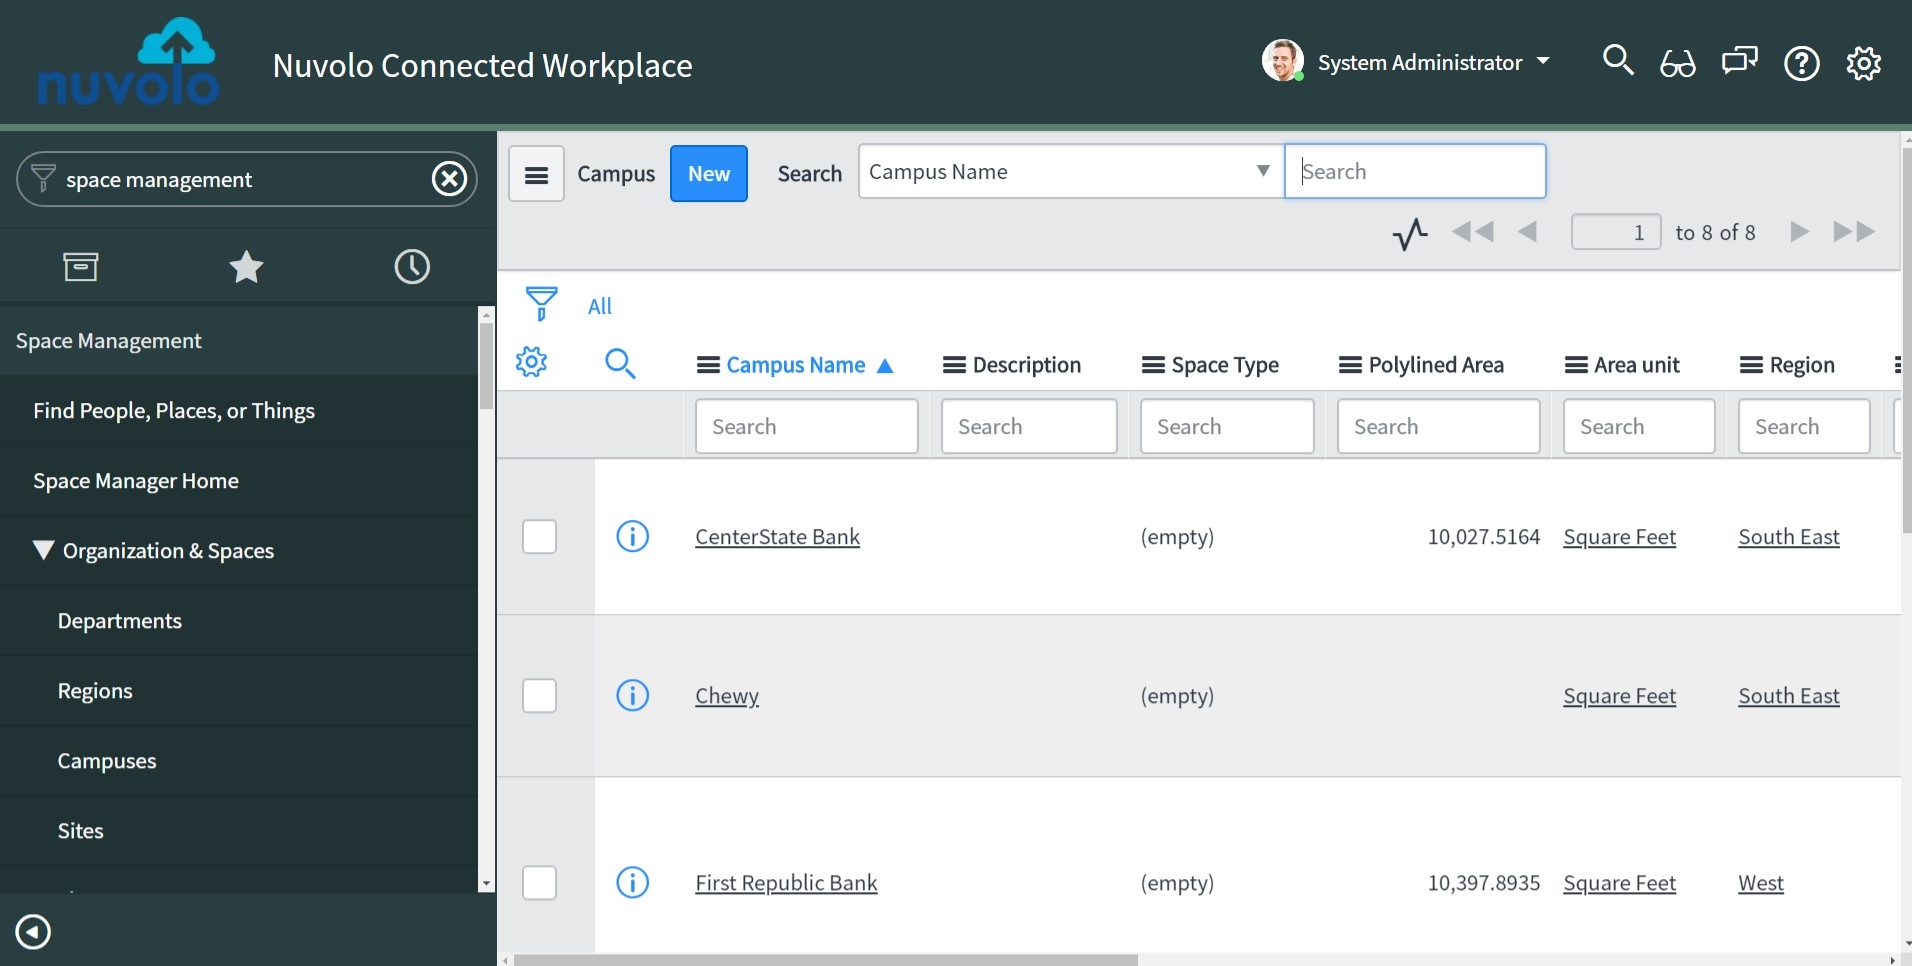 nuvolo
Nuvolo Connected Workplace
System Administrator
space management
Campus New Search Campus Name Search
1 to 8 of 8
Space Management
Find People, Places, or Things
Space Manager Home
Organization & Spaces
Departments
Regions
Campuses
Sites
All
Campus Name Description Space Type Polylined Area Area unit Region
Search Search Search Search Search Search
CenterState Bank (empty) 10,027.5164 Square Feet South East
Chewy (empty) Square Feet South East
First Republic Bank (empty) 10,397.8935 Square Feet West